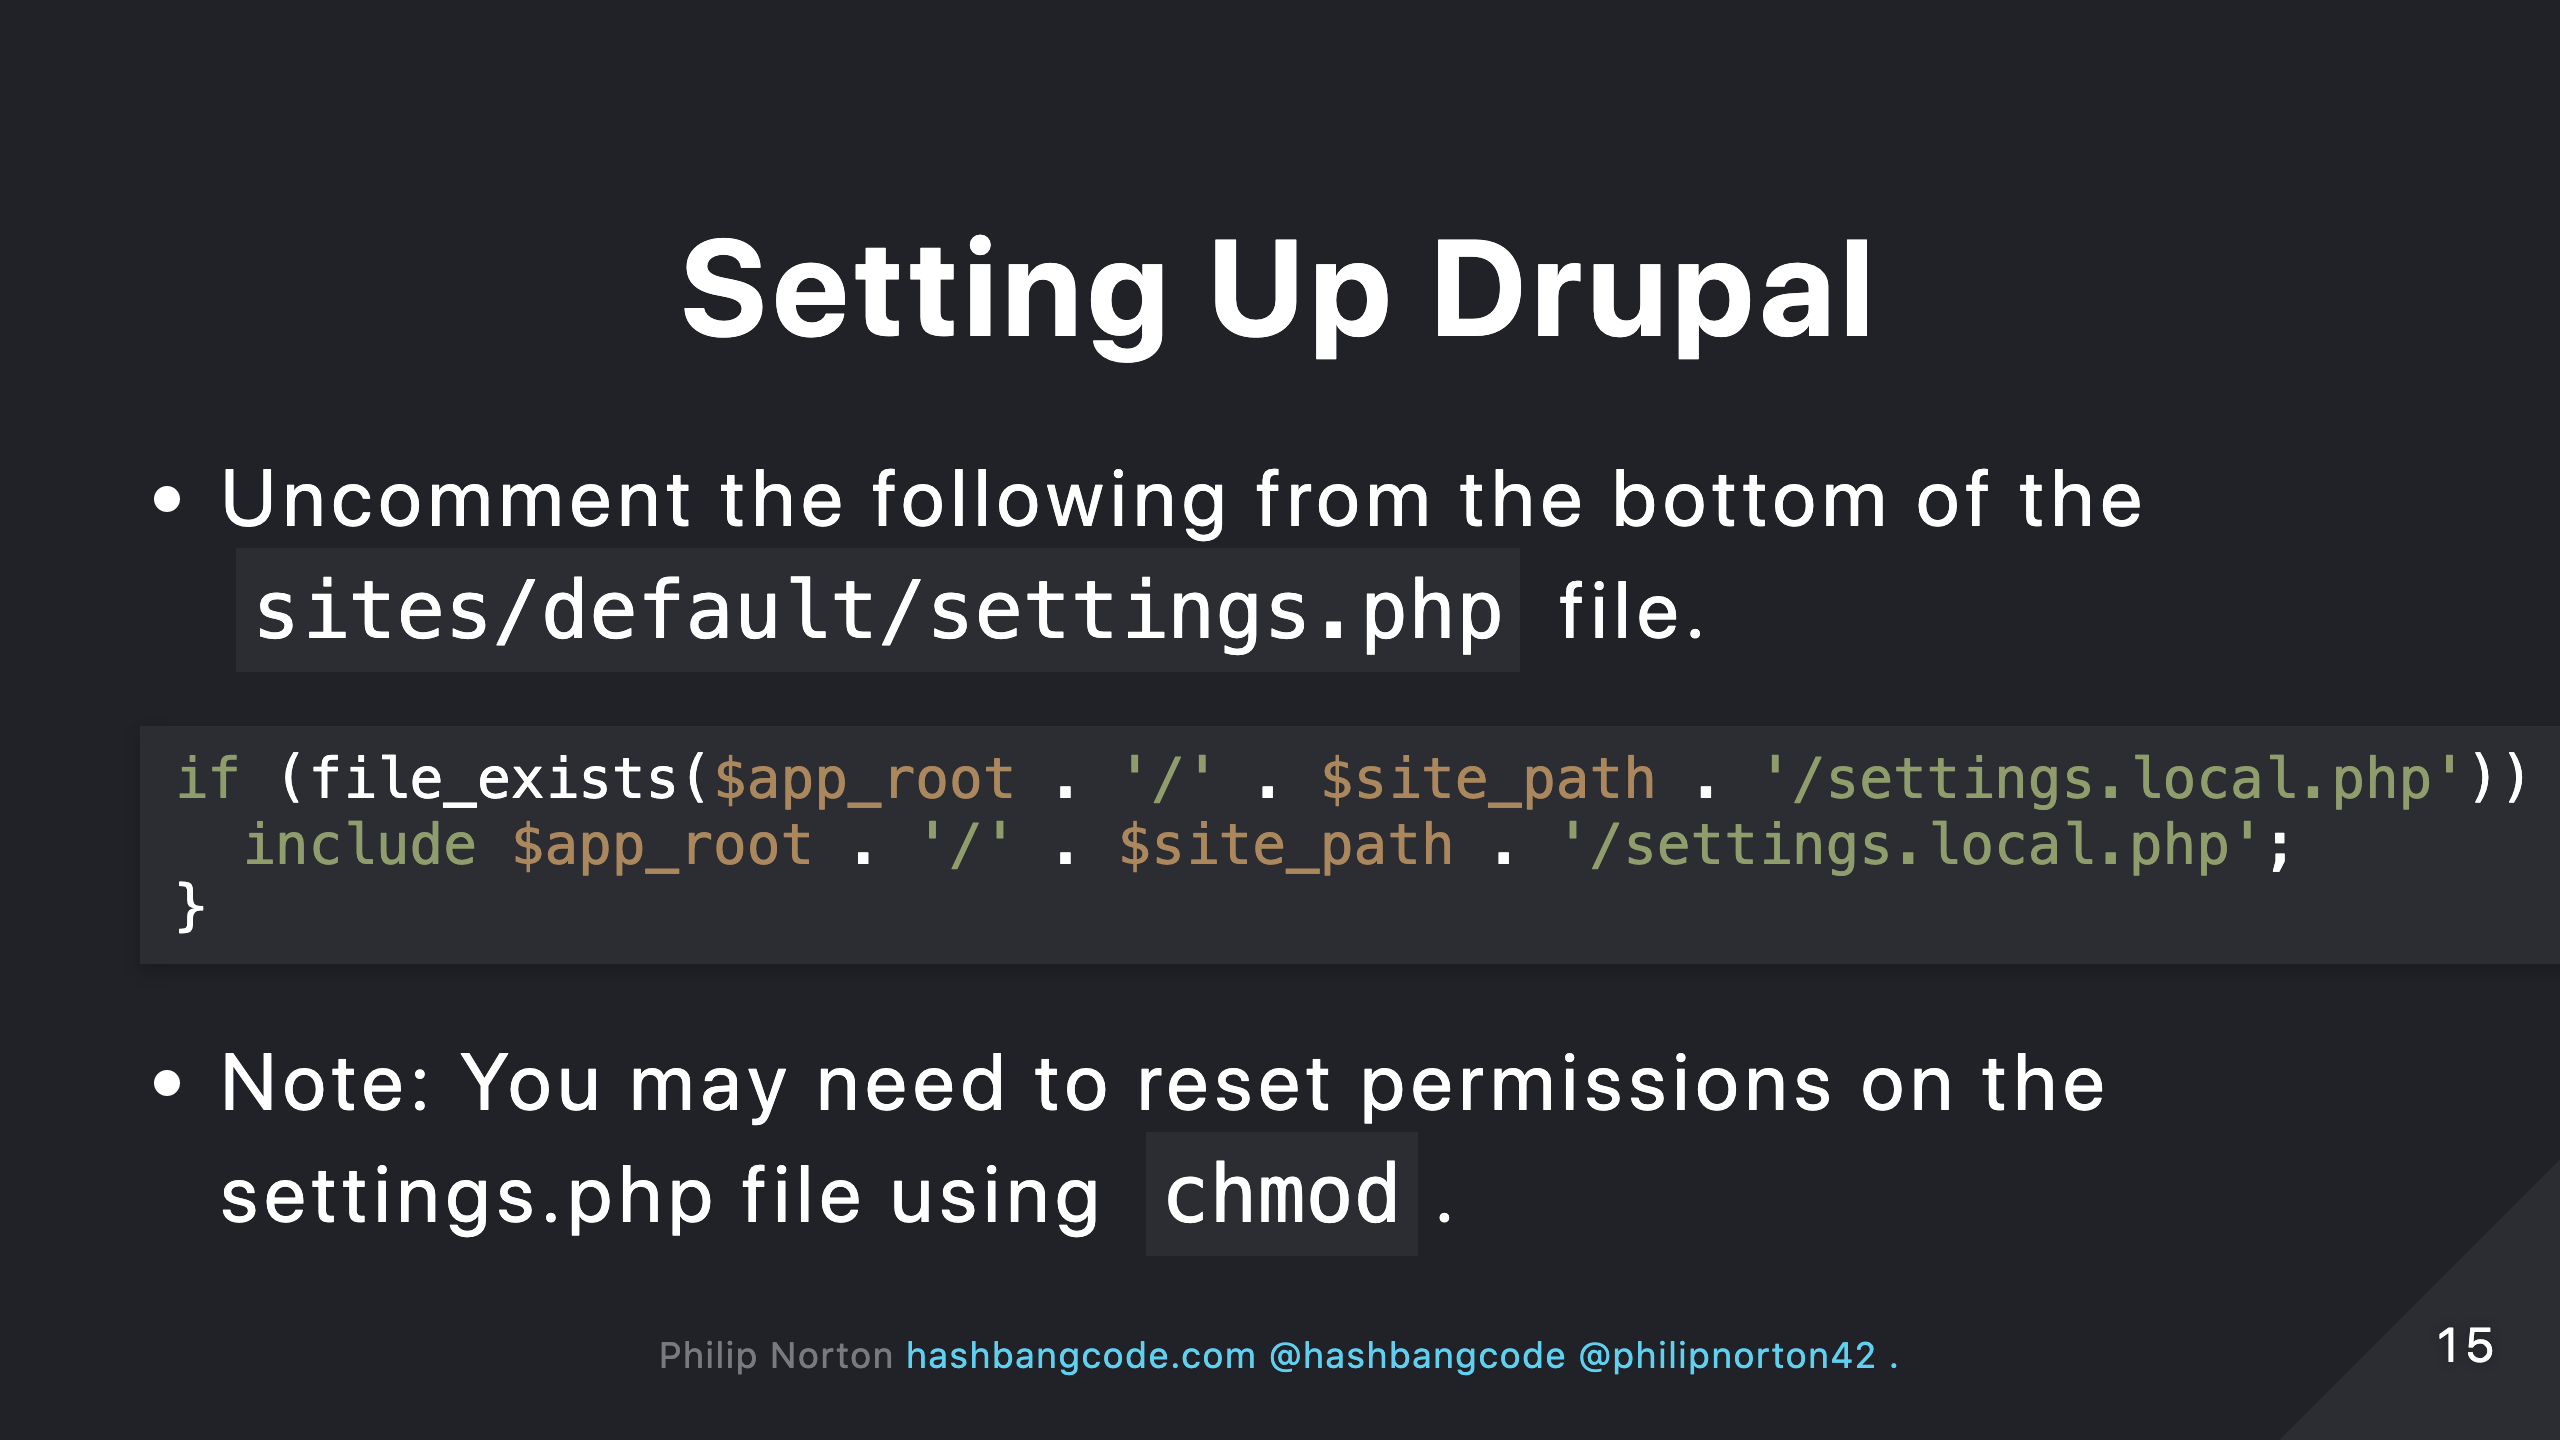 Setting Up Drupal
• Uncomment the following from the bottom of the
sites/default/settings.php file.
if (file_exists($app_root . '/' . $site_path . '/settings.local.php'))
  include $app_root . '/' . $site_path . '/settings.local.php';
}
• Note: You may need to reset permissions on the
settings.php file using chmod .
Philip Norton hashbangcode.com @hashbangcode @philipnorton42 .
15